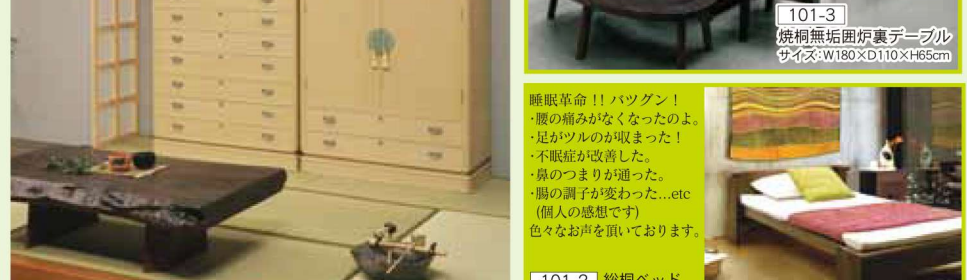 101-3
焼桐無垢囲炉裏テーブル
サイズ:W180×D110×H65cm
睡眠革命!! バツグン!
・腰の痛みがなくなったのよ。
・足がツルのが収まった!
・不眠症が改善した。
・鼻のつまりが通った。
・腸の調子が変わった…etc
(個人の感想です)
色々なお声を頂いております。
総桐ベッド